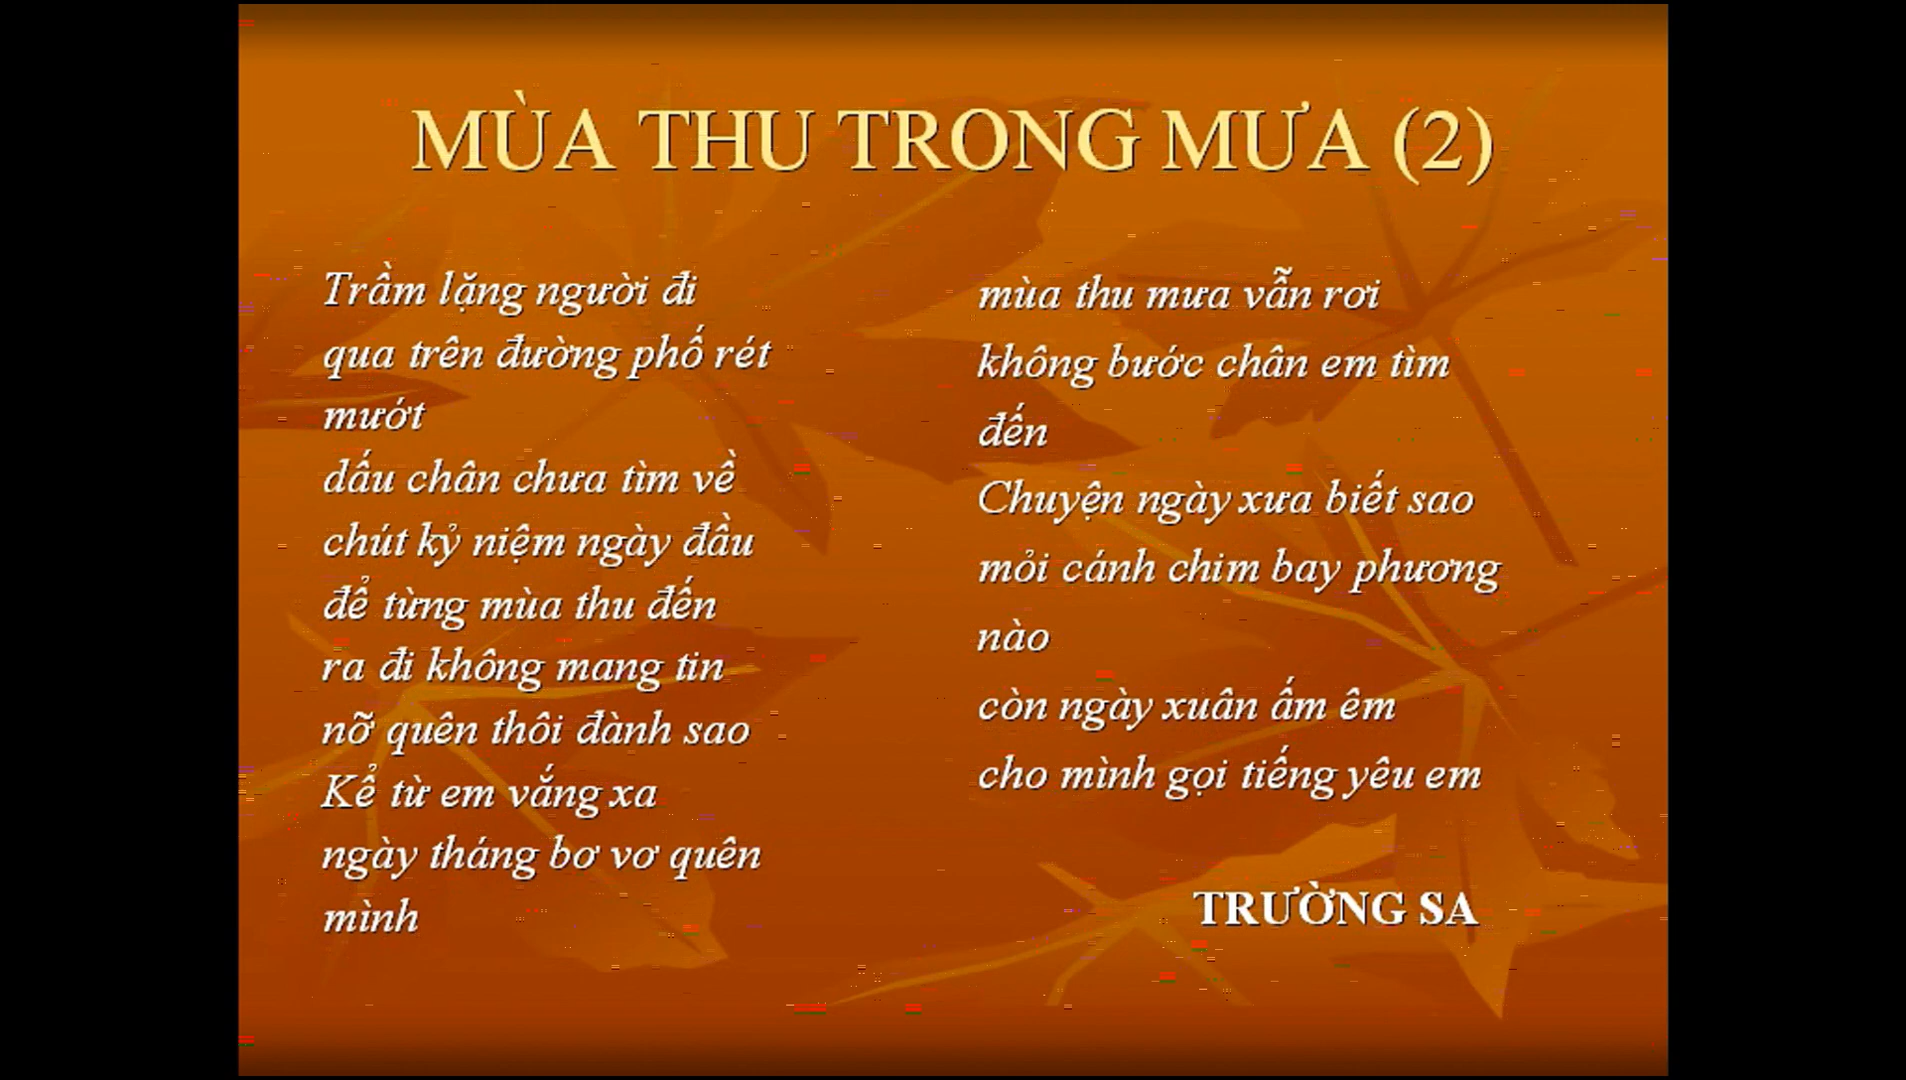 MÙA THU TRONG MƯA (2)
Trầm lặng người đi
qua trên đường phố rét
mướt
dấu chân chưa tìm về
chút kỷ niệm ngày đầu
để từng mùa thu đến
ra đi không mang tin
nỡ quên thôi đành sao
Kể từ em vắng xa
ngày tháng bơ vơ quên
mình
mùa thu mưa vẫn rơi
không bước chân em tìm
đến
Chuyện ngày xưa biết sao
mỏi cánh chim bay phương
nào
còn ngày xuân ấm êm
cho mình gọi tiếng yêu em
TRƯỜNG SA